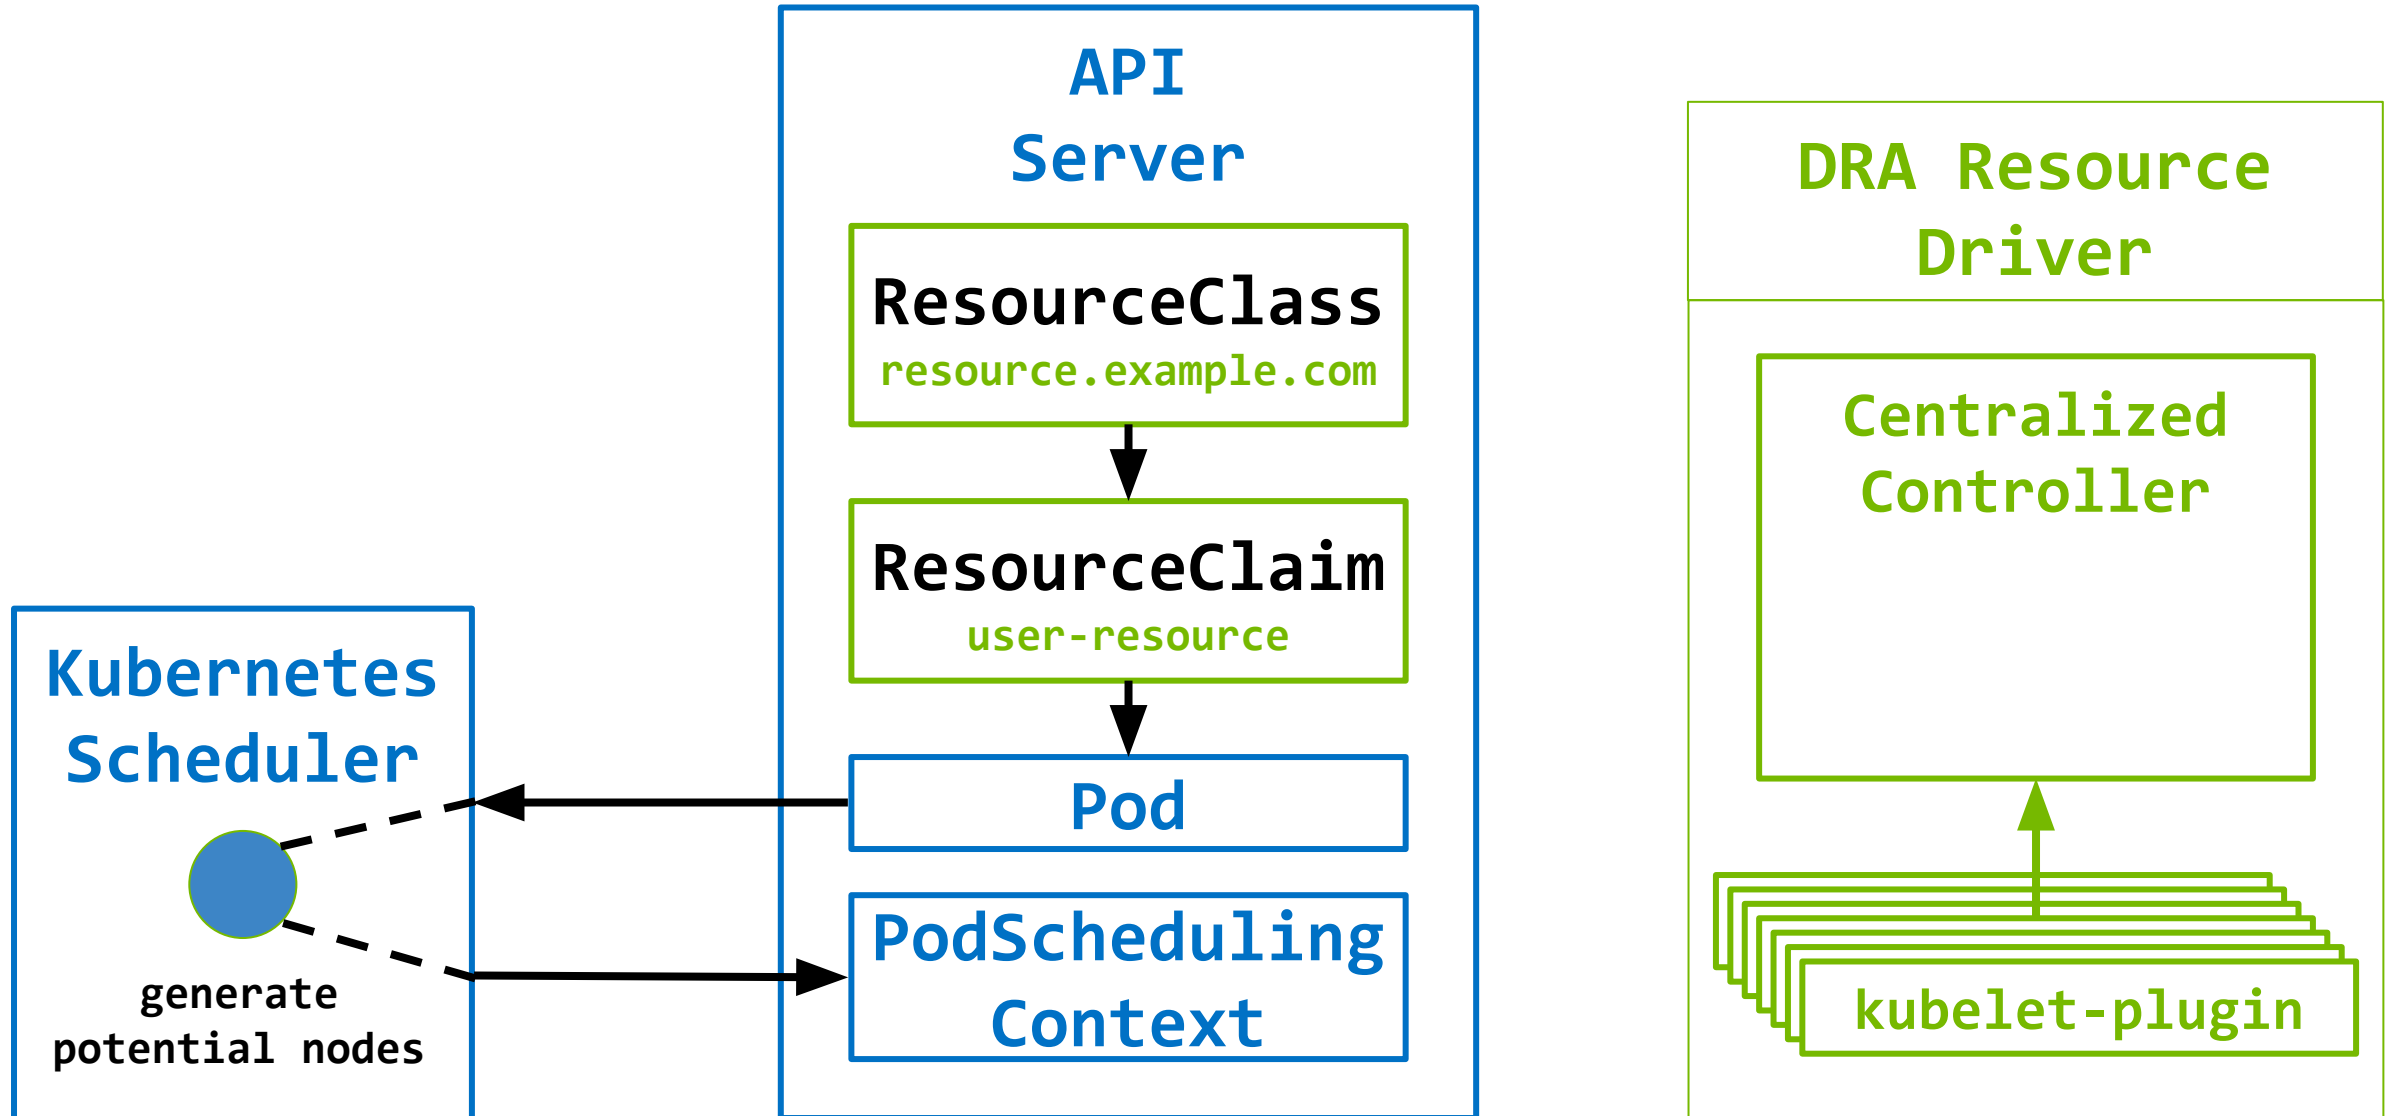 API
Server
ResourceClass
resource.example.com
ResourceClaim
user-resource
Pod
PodScheduling
Context
Kubernetes
Scheduler
generate
potential nodes
DRA Resource
Driver
Centralized
Controller
kubelet-plugin